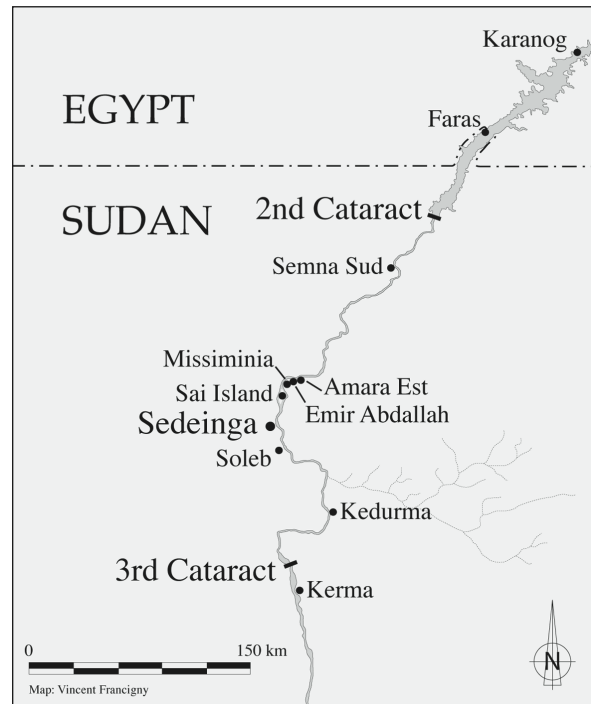 Karanog
EGYPT
Faras
2nd Cataract
SUDAN
Semna Sud
Missiminia
Amara Est
Sai Island
Emir Abdallah
Sedeinga
Soleb
Kedurma
3rd Cataract
Kerma
0 150 km
N
Map: Vincent Francigny